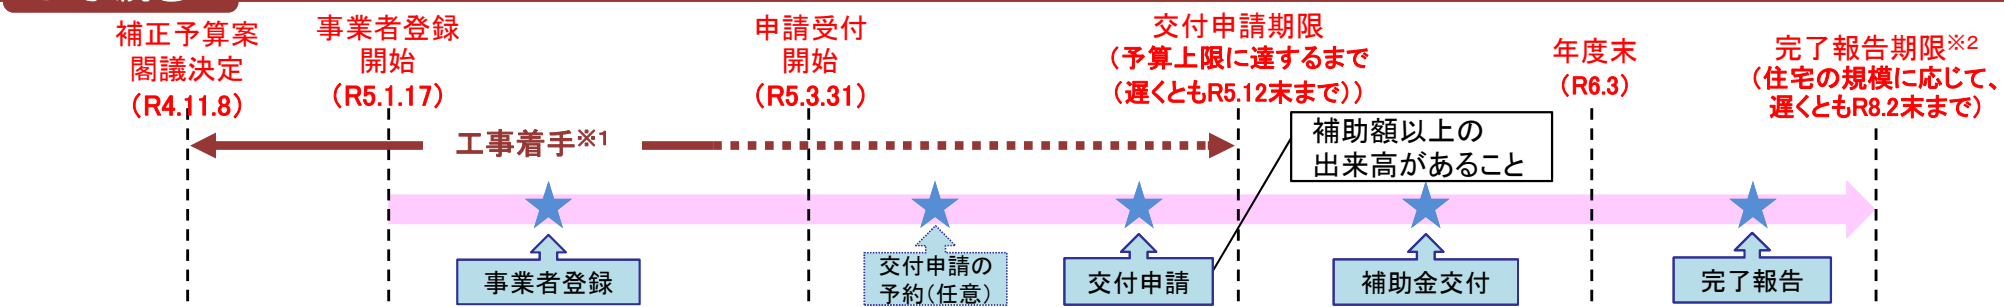 補正予算案
閣議決定
(R4.11.8)
事業者登録
開始
(R5.1.17)
申請受付
開始
(R5.3.31)
交付申請期限
(予算上限に達するまで
(遅くともR5.12末まで))
年度末
(R6.3)
完了報告期限※2
(住宅の規模に応じて、
遅くともR8.2末まで)
工事着手※1
補助額以上の
出来高があること
事業者登録
交付申請の
予約(任意)
交付申請
補助金交付
完了報告